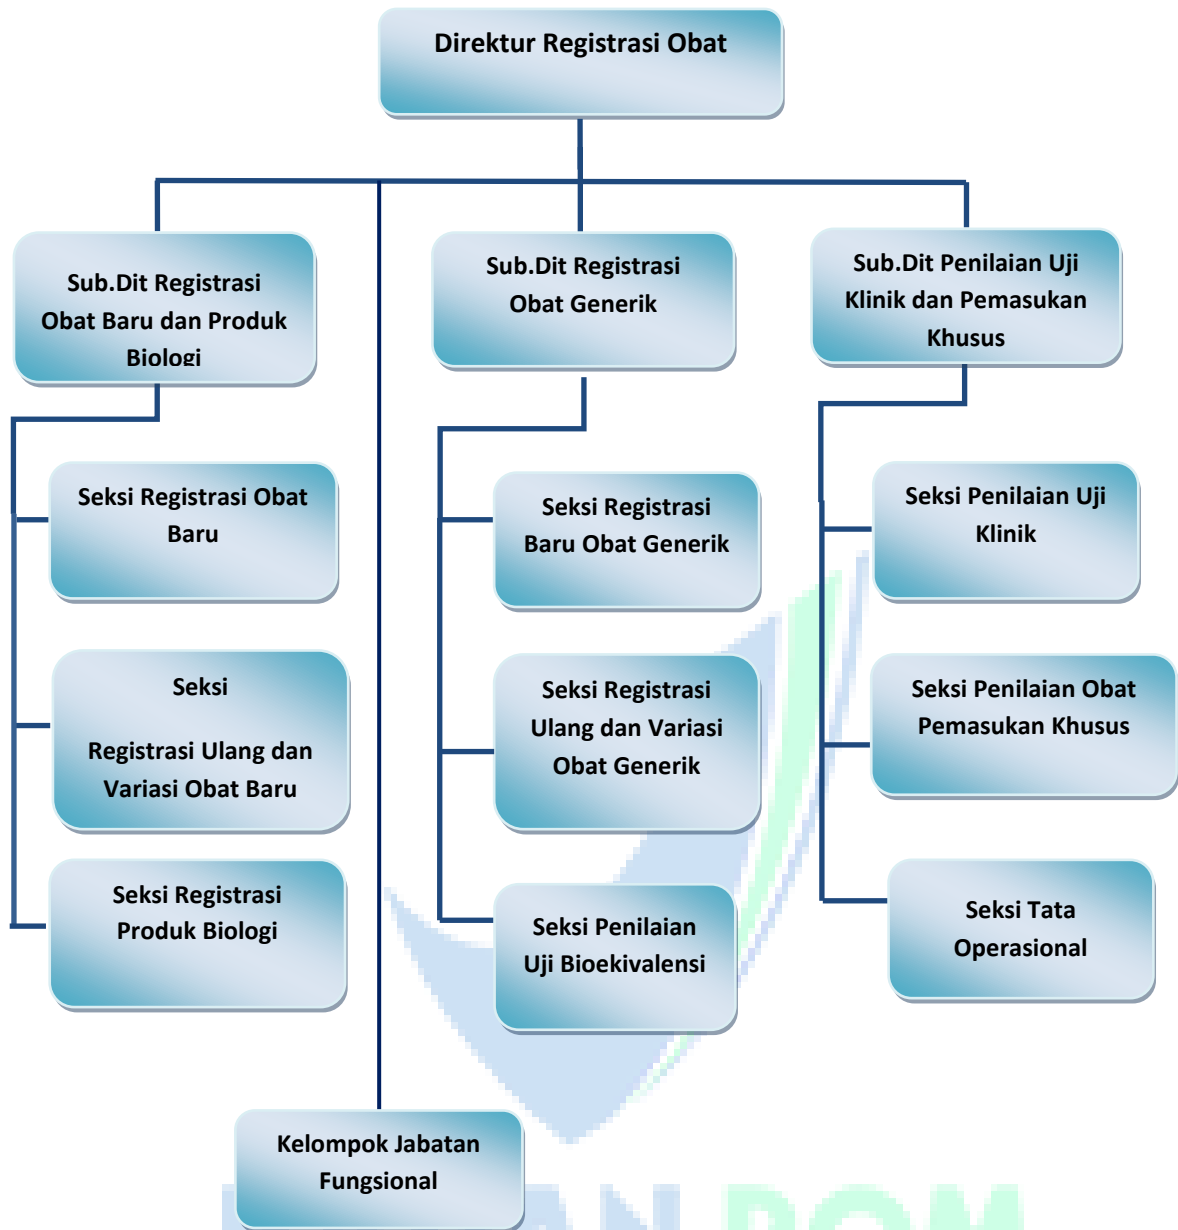 Direktur Registrasi Obat
Sub.Dit Registrasi
Obat Baru dan Produk
Biologi
Sub.Dit Registrasi
Obat Generik
Sub.Dit Penilaian Uji
Klinik dan Pemasukan
Khusus
Seksi Registrasi Obat
Baru
Seksi
Registrasi Ulang dan
Variasi Obat Baru
Seksi Registrasi
Produk Biologi
Seksi Registrasi
Baru Obat Generik
Seksi Registrasi
Ulang dan Variasi
Obat Generik
Seksi Penilaian
Uji Bioekivalensi
Seksi Penilaian Uji
Klinik
Seksi Penilaian Obat
Pemasukan Khusus
Seksi Tata
Operasional
Kelompok Jabatan
Fungsional